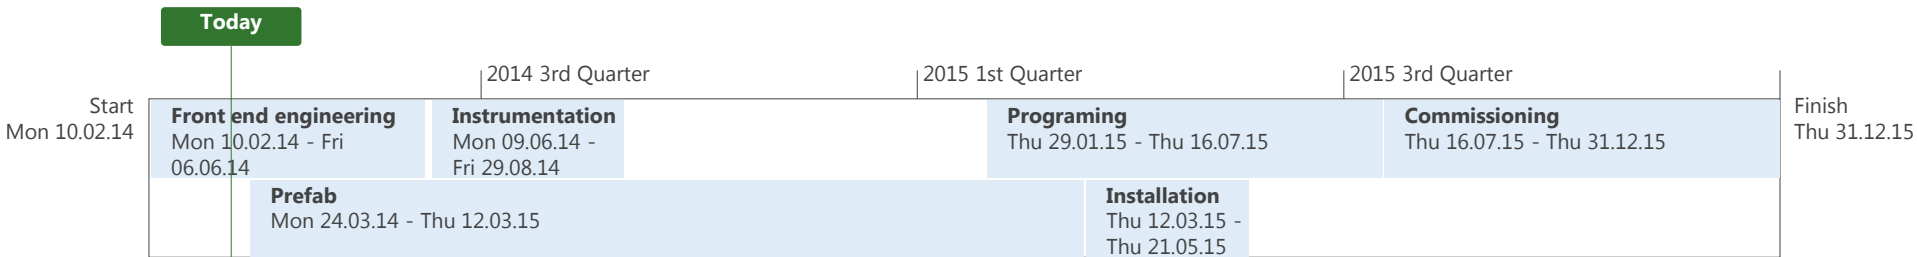 Today
2014 3rd Quarter
2015 1st Quarter
2015 3rd Quarter
Start
Mon 10.02.14
Front end engineering
Mon 10.02.14 - Fri
06.06.14
Instrumentation
Mon 09.06.14 -
Fri 29.08.14
Programing
Thu 29.01.15 - Thu 16.07.15
Commissioning
Thu 16.07.15 - Thu 31.12.15
Finish
Thu 31.12.15
Prefab
Mon 24.03.14 - Thu 12.03.15
Installation
Thu 12.03.15 -
Thu 21.05.15